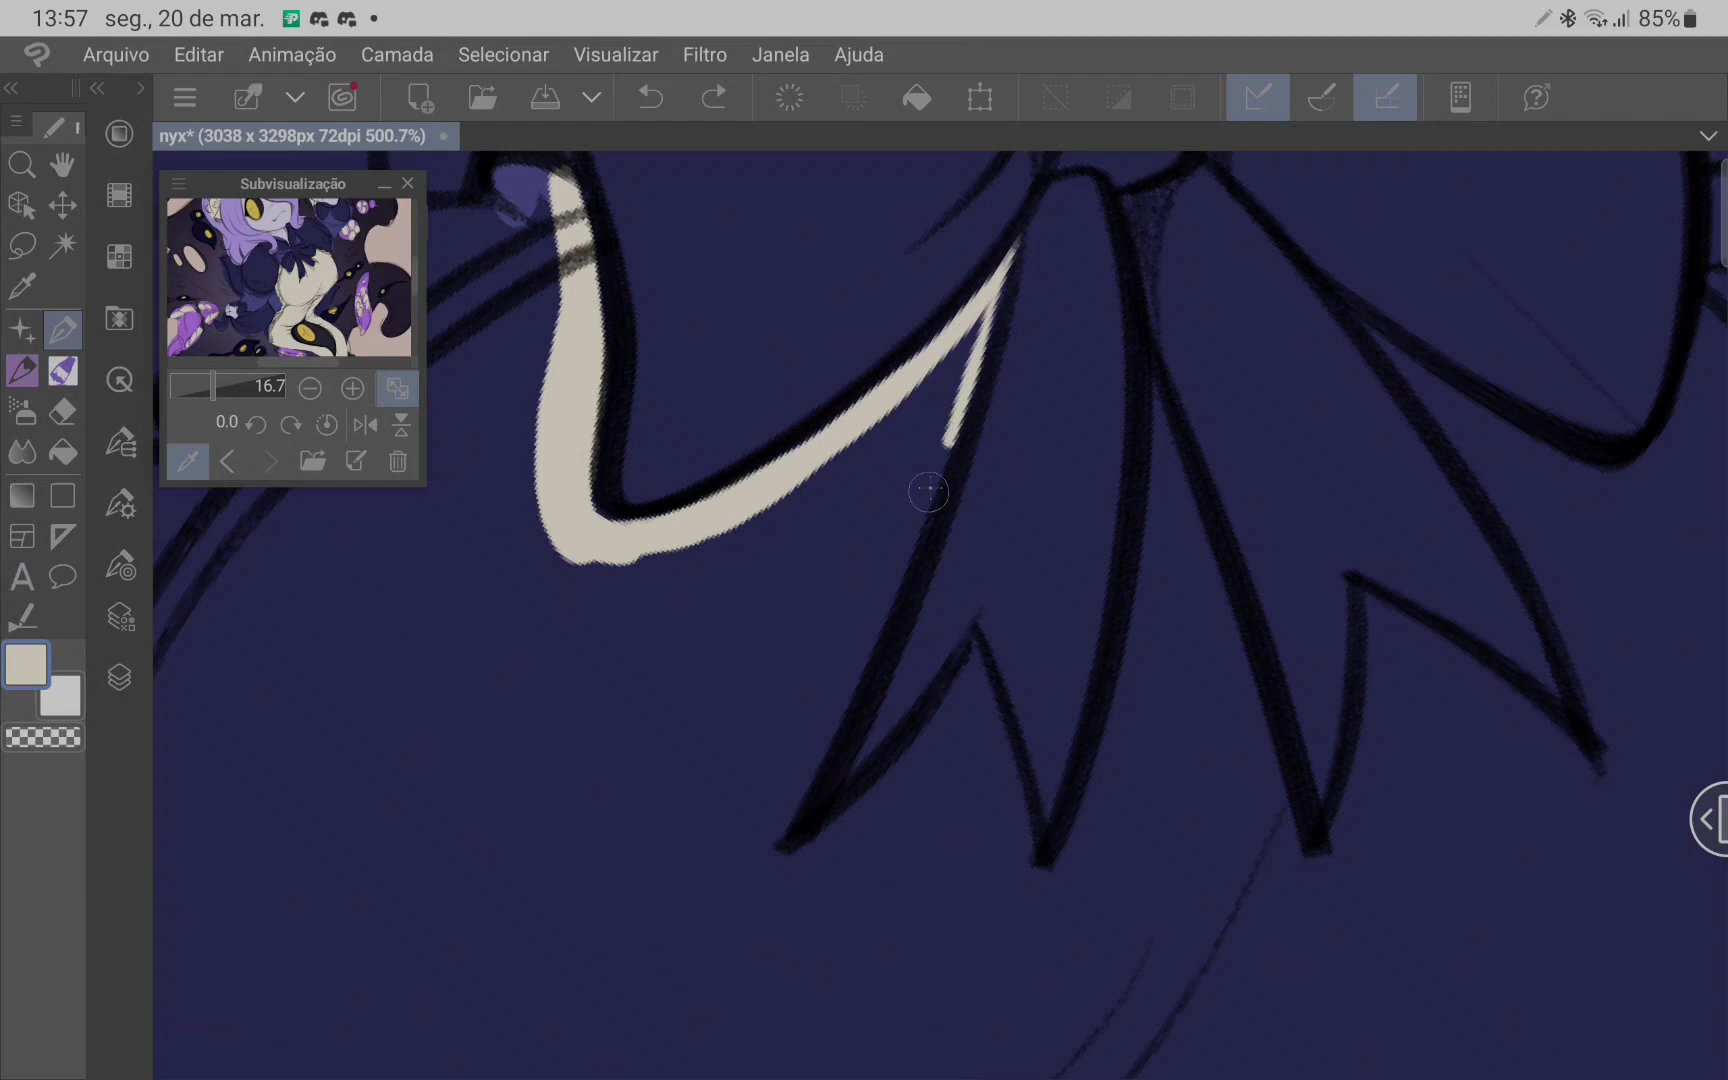 13:57 seg., 20 de mar. 85%
Arquivo Editar Animação Camada Selecionar Visualizar Filtro Janela Ajuda
nyx* (3038 x 3298px 72dpi 500.7%)
Subvisualização
16.7
0.0